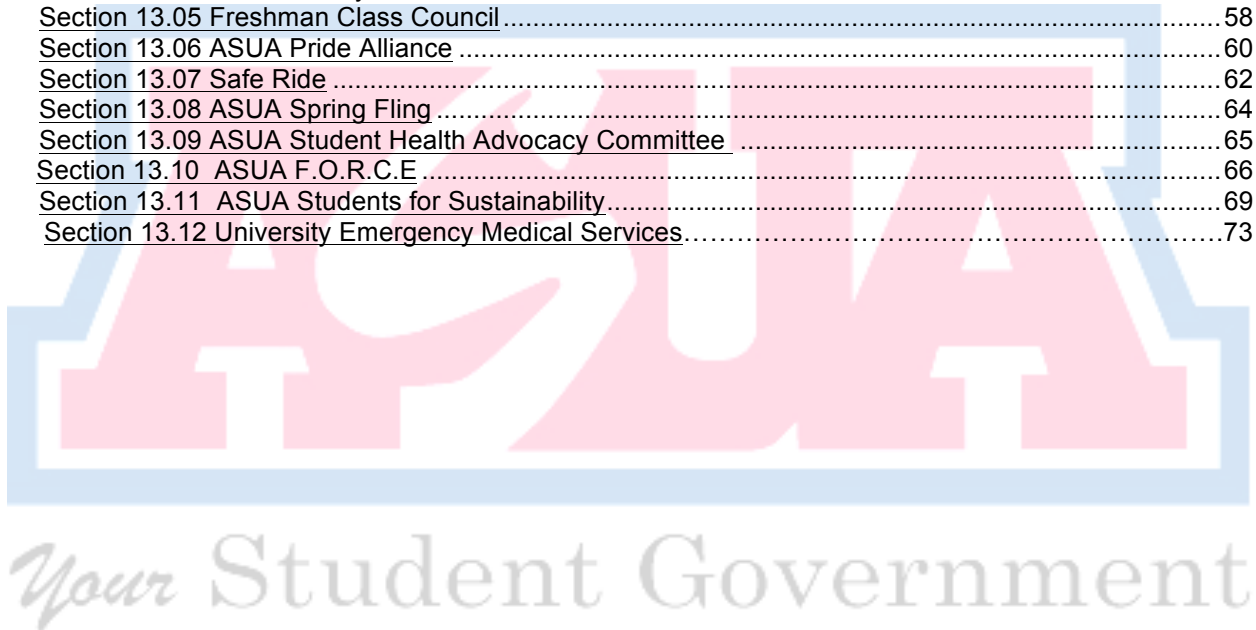 Section 13.05 Freshman Class Council........................................................................................58
Section 13.06 ASUA Pride Alliance.............................................................................................60
Section 13.07 Safe Ride.............................................................................................................62
Section 13.08 ASUA Spring Fling................................................................................................64
Section 13.09 ASUA Student Health Advocacy Committee ..........................................................65
Section 13.10 ASUA F.O.R.C.E..................................................................................................66
Section 13.11 ASUA Students for Sustainability...........................................................................69
Section 13.12 University Emergency Medical Services................................................................73
ASUA
Your Student Government